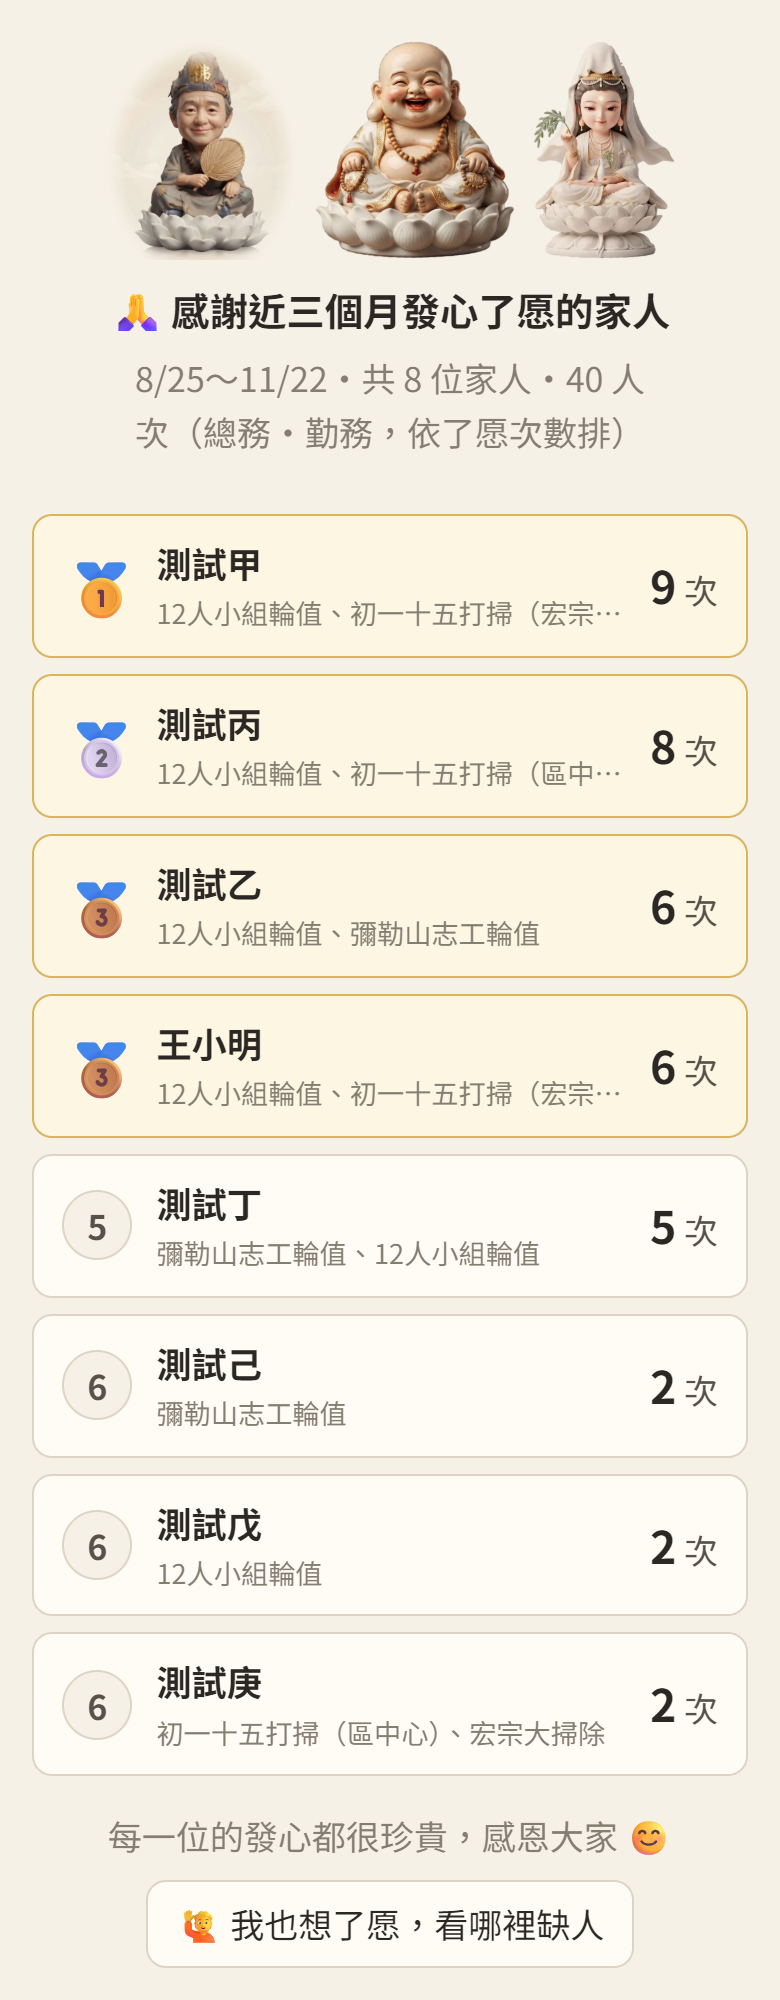 佛
🙏 感謝近三個月發心了愿的家人
8/25～11/22・共 8 位家人・40 人
次（總務・勤務，依了愿次數排）
1
測試甲
12人小組輪值、初一十五打掃（宏宗…
9 次
2
測試丙
12人小組輪值、初一十五打掃（區中…
8 次
3
測試乙
12人小組輪值、彌勒山志工輪值
6 次
3
王小明
12人小組輪值、初一十五打掃（宏宗…
6 次
5
測試丁
彌勒山志工輪值、12人小組輪值
5 次
6
測試己
彌勒山志工輪值
2 次
6
測試戊
12人小組輪值
2 次
6
測試庚
初一十五打掃（區中心）、宏宗大掃除
2 次
每一位的發心都很珍貴，感恩大家 😊
🙋 我也想了愿，看哪裡缺人